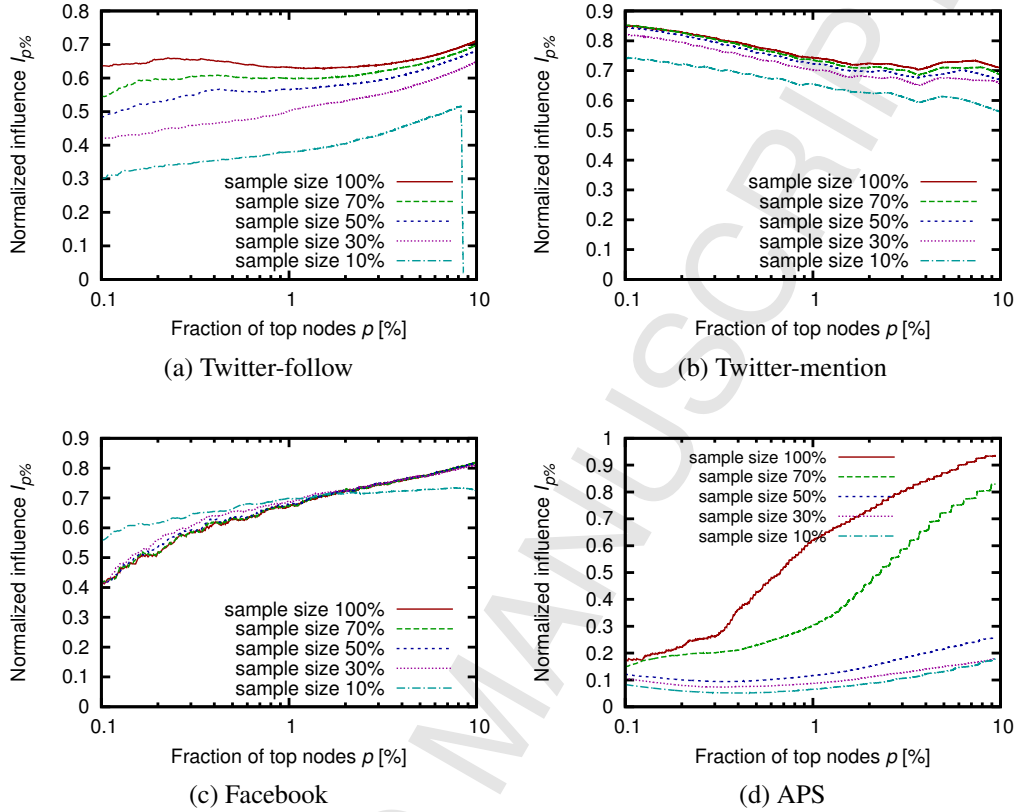 0.8
0.7
0.6
0.5
0.4
0.3
0.2
0.1
0
0.1
1
10
Normalized influence Ip%
Fraction of top nodes p [%]
sample size 100%
sample size 70%
sample size 50%
sample size 30%
sample size 10%
(a) Twitter-follow
0.9
0.8
0.7
0.6
0.5
0.4
0.3
0.2
0.1
0
0.1
1
10
Normalized influence Ip%
Fraction of top nodes p [%]
sample size 100%
sample size 70%
sample size 50%
sample size 30%
sample size 10%
(b) Twitter-mention
0.9
0.8
0.7
0.6
0.5
0.4
0.3
0.2
0.1
0
0.1
1
10
Normalized influence Ip%
Fraction of top nodes p [%]
sample size 100%
sample size 70%
sample size 50%
sample size 30%
sample size 10%
(c) Facebook
1
0.9
0.8
0.7
0.6
0.5
0.4
0.3
0.2
0.1
0
0.1
1
10
Normalized influence Ip%
Fraction of top nodes p [%]
sample size 100%
sample size 70%
sample size 50%
sample size 30%
sample size 10%
(d) APS
MANUSCRIP